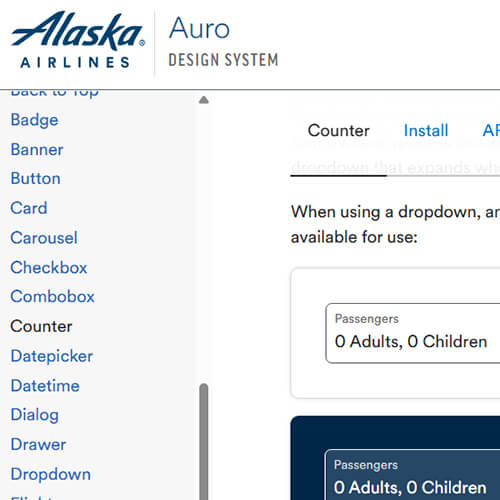 Alaska
AIRLINES
Auro
DESIGN SYSTEM
Back to Top
Badge
Banner
Button
Card
Carousel
Checkbox
Combobox
Counter
Datepicker
Datetime
Dialog
Drawer
Dropdown
Counter Install AP
dropdown that expands whe
When using a dropdown, an
available for use:
Passengers
0 Adults, 0 Children
Passengers
0 Adults, 0 Children